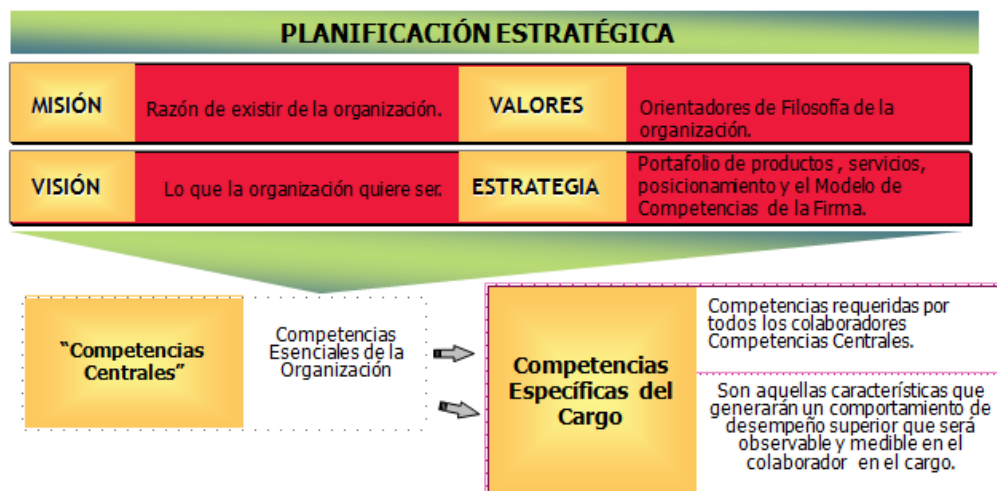 PLANIFICACIÓN ESTRATÉGICA
MISIÓN
Razón de existir de la organización.
VALORES
Orientadores de Filosofía de la
organización.
VISIÓN
Lo que la organización quiere ser.
ESTRATEGIA
Portafolio de productos , servicios,
posicionamiento y el Modelo de
Competencias de la Firma.
"Competencias
Centrales"
Competencias
Esenciales de la
Organización
Competencias
Específicas del
Cargo
Competencias requeridas por
todos los colaboradores
Competencias Centrales.
Son aquellas características que
generarán un comportamiento de
desempeño superior que será
observable y medible en el
colaborador en el cargo.